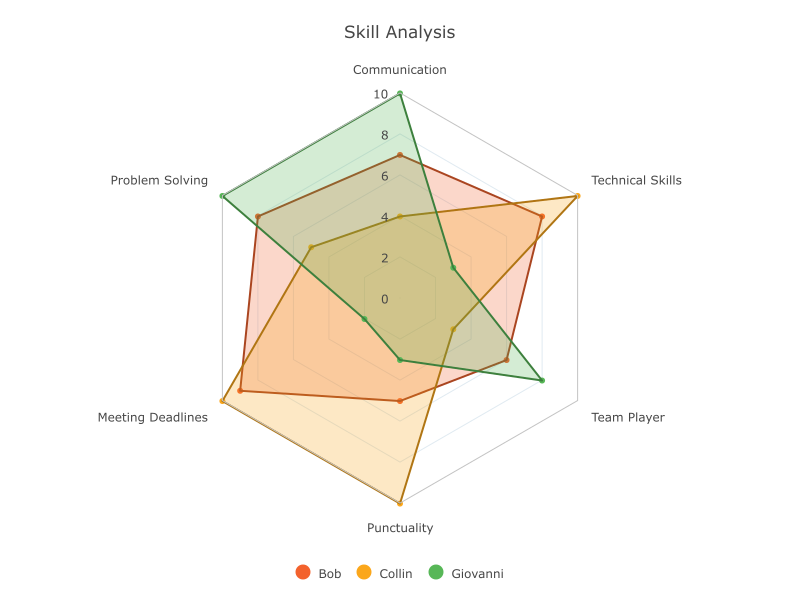 Skill Analysis
Communication
10
8
6
4
2
0
Technical Skills
Team Player
Punctuality
Meeting Deadlines
Problem Solving
Bob
Collin
Giovanni